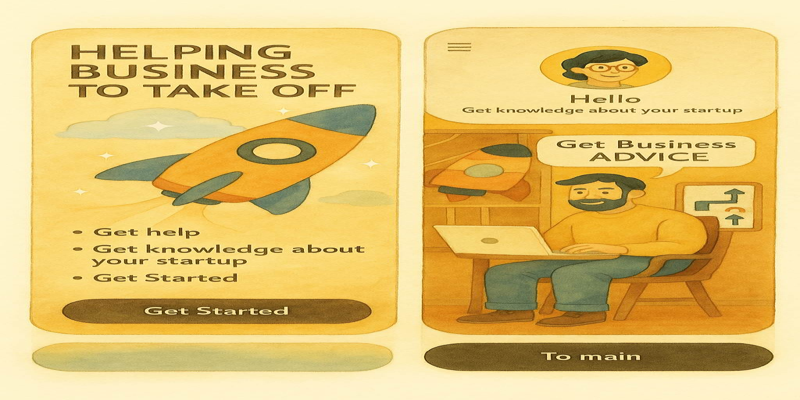 HELPING
BUSINESS
TO TAKE OFF
• Get help
• Get knowledge about
your startup
• Get Started
Get Started
Hello
Get knowledge about your startup
Get Business
ADVICE
To main